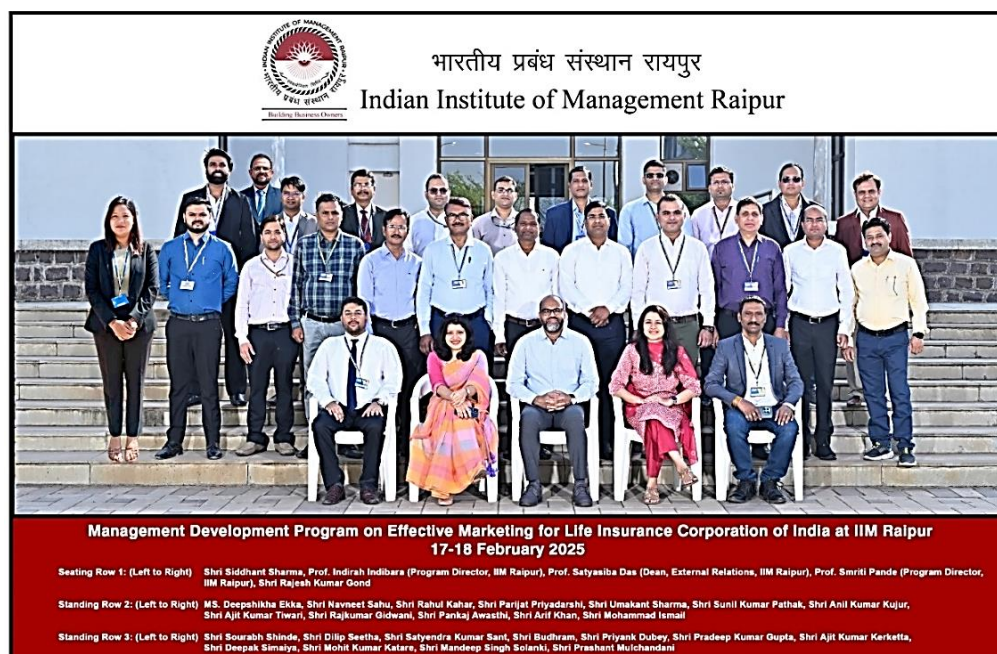 INDIAN INSTITUTE OF MANAGEMENT RAIPUR
भारतीय प्रबंध संस्थान रायपुर
Building Business Owners
भारतीय प्रबंध संस्थान रायपुर
Indian Institute of Management Raipur
Management Development Program on Effective Marketing for Life Insurance Corporation of India at IIM Raipur
17-18 February 2025
Seating Row 1: (Left to Right) Shri Siddhant Sharma, Prof. Indirah Indibara (Program Director, IIM Raipur), Prof. Satyasiba Das (Dean, External Relations, IIM Raipur), Prof. Smriti Pande (Program Director,
IIM Raipur), Shri Rajesh Kumar Gond
Standing Row 2: (Left to Right) MS. Deepshikha Ekka, Shri Navneet Sahu, Shri Rahul Kahar, Shri Parijat Priyadarshi, Shri Umakant Sharma, Shri Sunil Kumar Pathak, Shri Anil Kumar Kujur,
Shri Ajit Kumar Tiwari, Shri Rajkumar Gidwani, Shri Pankaj Awasthi, Shri Arif Khan, Shri Mohammad Ismail
Standing Row 3: (Left to Right) Shri Sourabh Shinde, Shri Dilip Seetha, Shri Satyendra Kumar Sant, Shri Budhram, Shri Priyank Dubey, Shri Pradeep Kumar Gupta, Shri Ajit Kumar Kerketta,
Shri Deepak Simaiya, Shri Mohit Kumar Katare, Shri Mandeep Singh Solanki, Shri Prashant Mulchandani